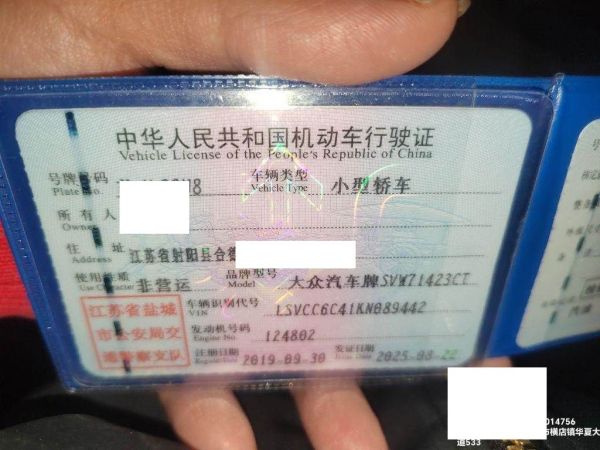 中华人民共和国机动车行驶证
Vehicle License of the People's Republic of China
号牌号码 车辆类型 小型轿车
Plate No. Vehicle Type
所有人
Owner
住址 江苏省射阳县合德
Address
使用性质 非营运 品牌型号 大众汽车牌SVW71423CT
Use Character Model
江苏省盐城
市公安局交
通警察支队
车辆识别代号 LSVCC6C41KN089442
VIN
发动机号码 124802
Engine No.
注册日期 2019-09-30 发证日期 2025-08-22
Register Date Issue Date
014756
市横店镇华夏大
道533